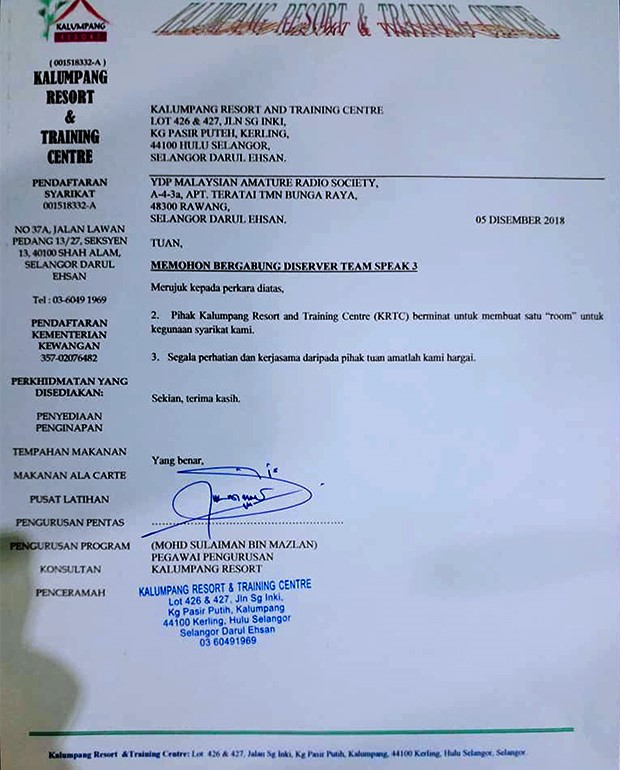 KALUMPANG RESORT & TRAINING CENTRE
KALUMPANG
RESORT
( 001518332-A )
KALUMPANG
RESORT
&
TRAINING
CENTRE
PENDAFTARAN
SYARIKAT
001518332-A
NO 37A, JALAN LAWAN
PEDANG 13/27, SEKSYEN
13, 40100 SHAH ALAM,
SELANGOR DARUL
EHSAN
Tel : 03-6049 1969
PENDAFTARAN
KEMENTERIAN
KEWANGAN
357-02076482
PERKHIDMATAN YANG
DISEDIAKAN:
PENYEDIAAN
PENGINAPAN
TEMPAHAN MAKANAN
MAKANAN ALA CARTE
PUSAT LATIHAN
PENGURUSAN PENTAS
PENGURUSAN PROGRAM
KONSULTAN
PENCERAMAH
KALUMPANG RESORT AND TRAINING CENTRE
LOT 426 & 427, JLN SG INKI,
KG PASIR PUTEH, KERLING,
44100 HULU SELANGOR,
SELANGOR DARUL EHSAN.
YDP MALAYSIAN AMATURE RADIO SOCIETY,
A-4-3a, APT. TERATAI TMN BUNGA RAYA,
48300 RAWANG,
SELANGOR DARUL EHSAN. 05 DISEMBER 2018
TUAN,
MEMOHON BERGABUNG DISERVER TEAM SPEAK 3
Merujuk kepada perkara diatas,
2. Pihak Kalumpang Resort and Training Centre (KRTC) berminat untuk membuat satu “room” untuk
kegunaan syarikat kami.
3. Segala perhatian dan kerjasama daripada pihak tuan amatlah kami hargai.
Sekian, terima kasih.
Yang benar,
(MOHD SULAIMAN BIN MAZLAN)
PEGAWAI PENGURUSAN
KALUMPANG RESORT
KALUMPANG RESORT & TRAINING CENTRE
Lot 426 & 427, Jln Sg Inki,
Kg Pasir Putih, Kalumpang
44100 Kerling, Hulu Selangor
Selangor Darul Ehsan
03 60491969
Kalumpang Resort &Training Centre: Lot 426 & 427, Jalan Sg Inki, Kg Pasir Putih, Kalumpang, 44100 Kerling, Hulu Selangor, Selangor.